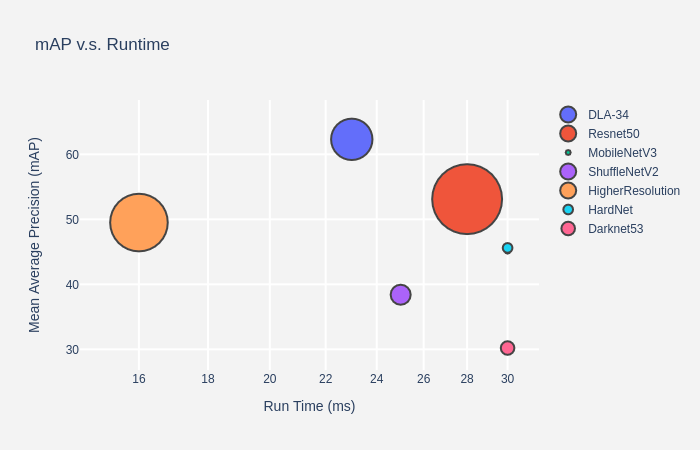 mAP v.s. Runtime
Mean Average Precision (mAP)
60
50
40
30
16 18 20 22 24 26 28 30
Run Time (ms)
DLA-34
Resnet50
MobileNetV3
ShuffleNetV2
HigherResolution
HardNet
Darknet53